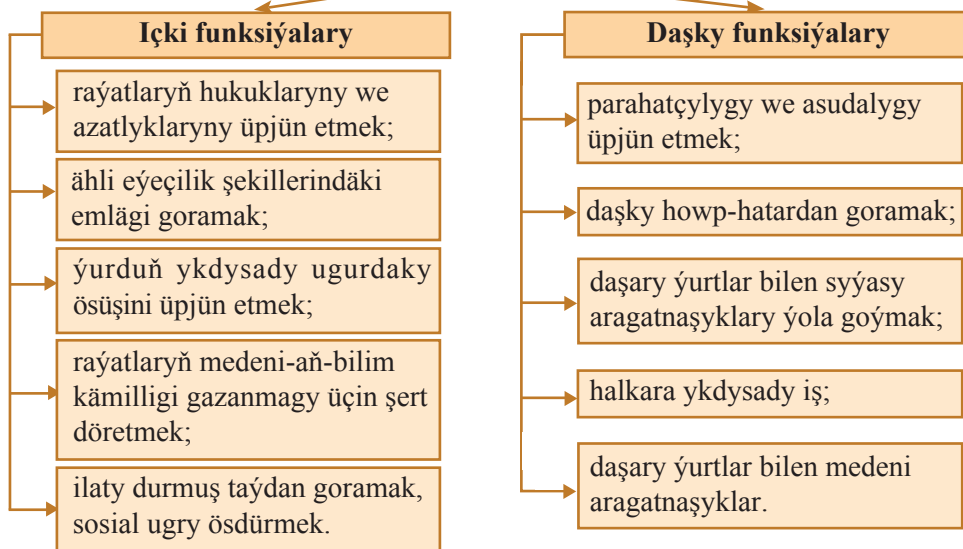 Içki funksiýalary
raýatlaryň hukuklaryny we
azatlyklaryny üpjün etmek;
ähli eýeçilik şekillerindäki
emlägi goramak;
ýurduň ykdysady ugurdaky
ösüşini üpjün etmek;
raýatlaryň medeni-aň-bilim
kämilligi gazanmagy üçin şert
döretmek;
ilaty durmuş taýdan goramak,
sosial ugry ösdürmek.
Daşky funksiýalary
parahatçylygy we asudalygy
üpjün etmek;
daşky howp-hatardan goramak;
daşary ýurtlar bilen syýasy
aragatnaşyklary ýola goýmak;
halkara ykdysady iş;
daşary ýurtlar bilen medeni
aragatnaşyklar.